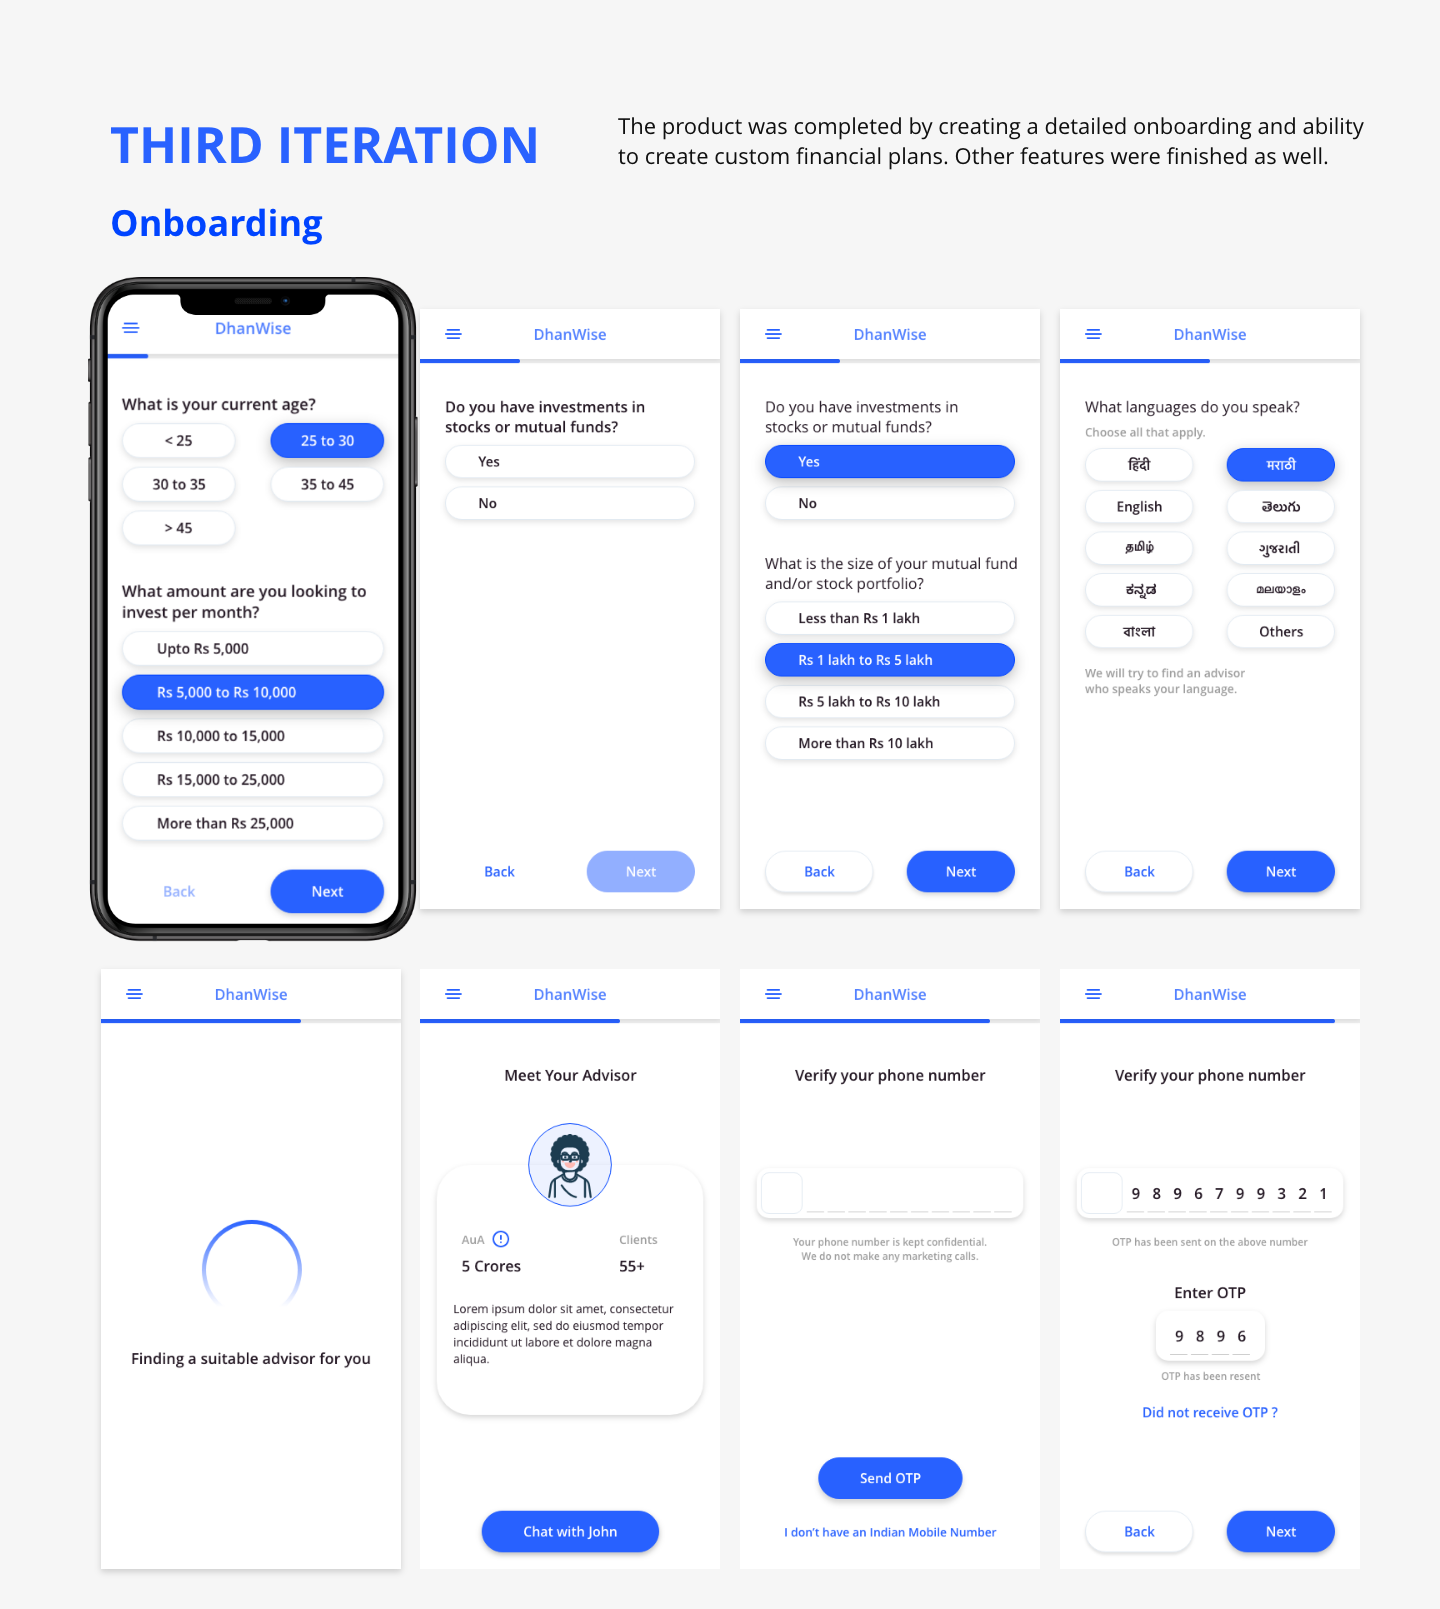 THIRD ITERATION
The product was completed by creating a detailed onboarding and ability
to create custom financial plans. Other features were finished as well.
Onboarding
DhanWise
What is your current age?
< 25
25 to 30
30 to 35
35 to 45
> 45
What amount are you looking to
invest per month?
Upto Rs 5,000
Rs 5,000 to Rs 10,000
Rs 10,000 to 15,000
Rs 15,000 to 25,000
More than Rs 25,000
Back
Next
DhanWise
Do you have investments in
stocks or mutual funds?
Yes
No
Back
Next
DhanWise
Do you have investments in
stocks or mutual funds?
Yes
No
What is the size of your mutual fund
and/or stock portfolio?
Less than Rs 1 lakh
Rs 1 lakh to Rs 5 lakh
Rs 5 lakh to Rs 10 lakh
More than Rs 10 lakh
Back
Next
DhanWise
What languages do you speak?
Choose all that apply.
हिंदी
मराठी
English
తెలుగు
தமிழ்
ગુજરાતી
ಕನ್ನಡ
മലയാളം
বাংলা
Others
We will try to find an advisor
who speaks your language.
Back
Next
DhanWise
Finding a suitable advisor for you
DhanWise
Meet Your Advisor
AuA
Clients
5 Crores
55+
Lorem ipsum dolor sit amet, consectetur
adipiscing elit, sed do eiusmod tempor
incididunt ut labore et dolore magna
aliqua.
Chat with John
DhanWise
Verify your phone number
Your phone number is kept confidential.
We do not make any marketing calls.
Send OTP
I don't have an Indian Mobile Number
DhanWise
Verify your phone number
9 8 9 6 7 9 9 3 2 1
OTP has been sent on the above number
Enter OTP
9 8 9 6
OTP has been resent
Did not receive OTP ?
Back
Next